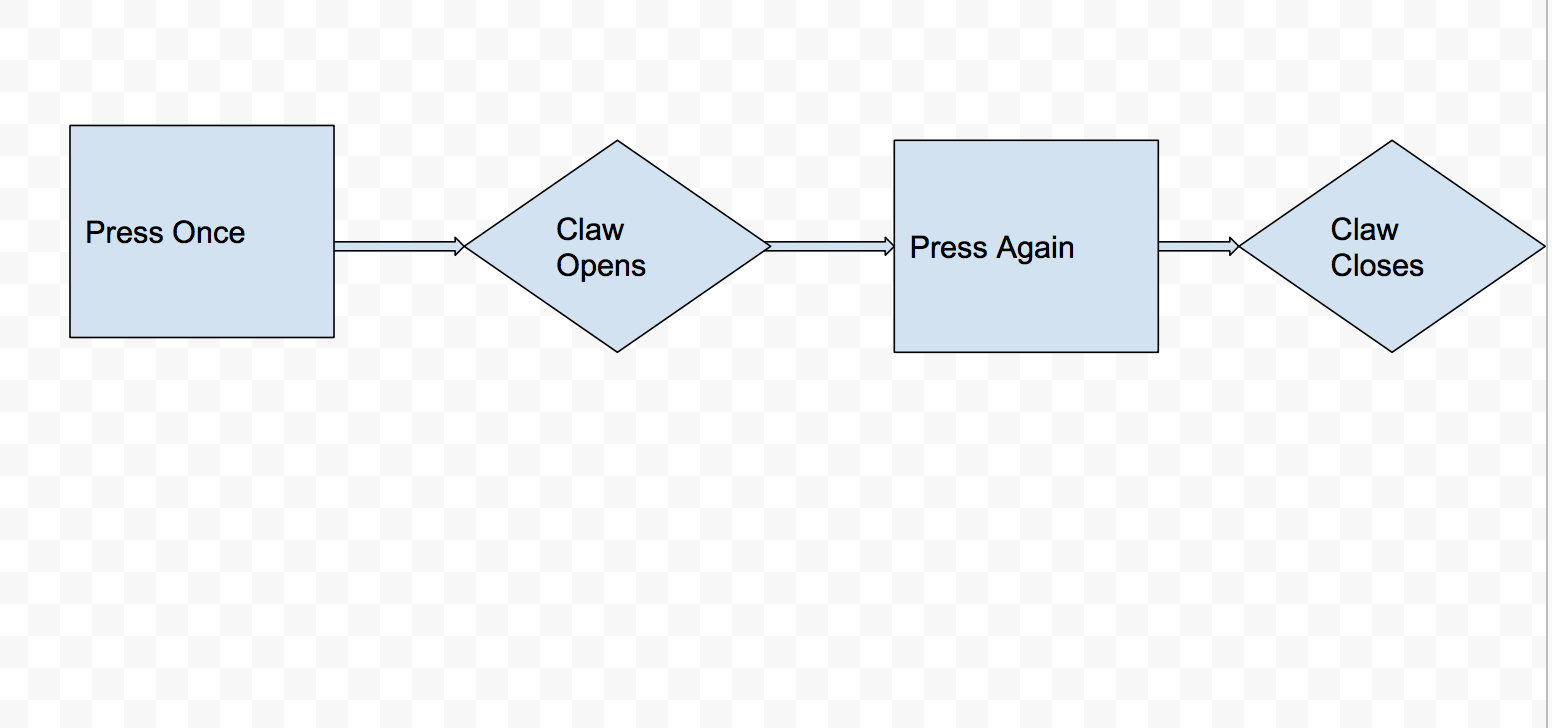 Press Once
Claw
Opens
Press Again
Claw
Closes